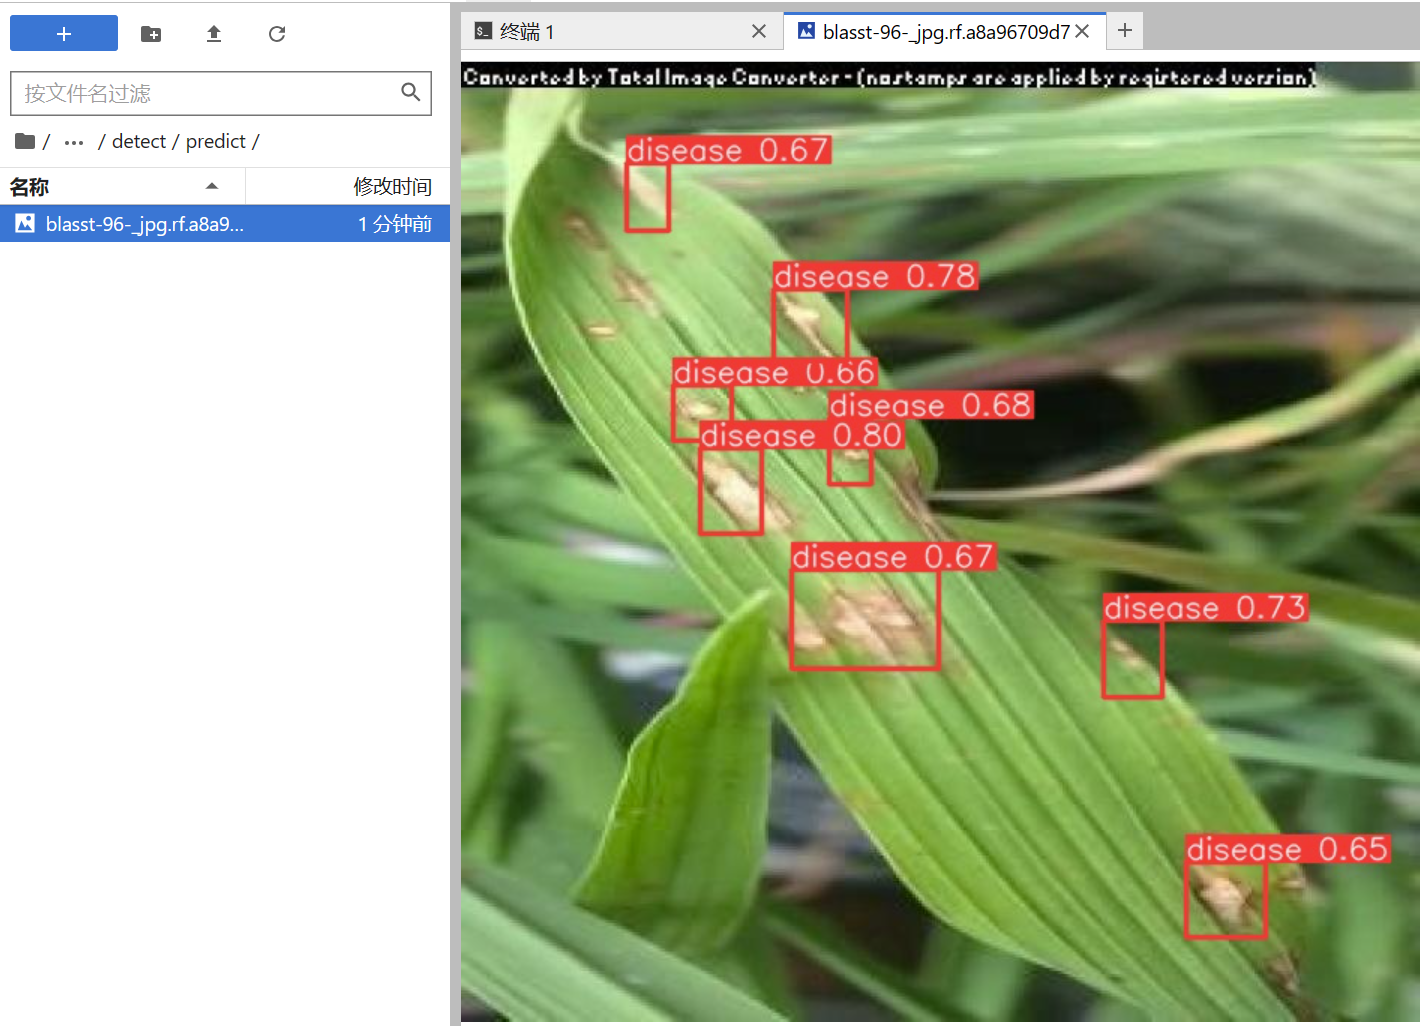 +
按文件名过滤
/ ... / detect / predict /
名称 修改时间
blasst-96-_jpg.rf.a8a9... 1 分钟前
终端 1
blasst-96-_jpg.rf.a8a96709d7
+
Converted by Total Image Converter - (nostamps are applied by registered version)
disease 0.67
disease 0.78
disease 0.66
disease 0.68
disease 0.80
disease 0.67
disease 0.73
disease 0.65